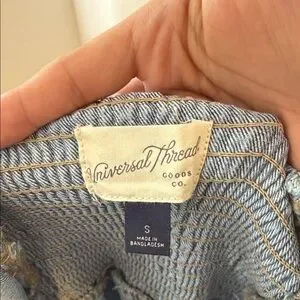 Universal Thread
GOODS
CO.
S
MADE IN
BANGLADESH